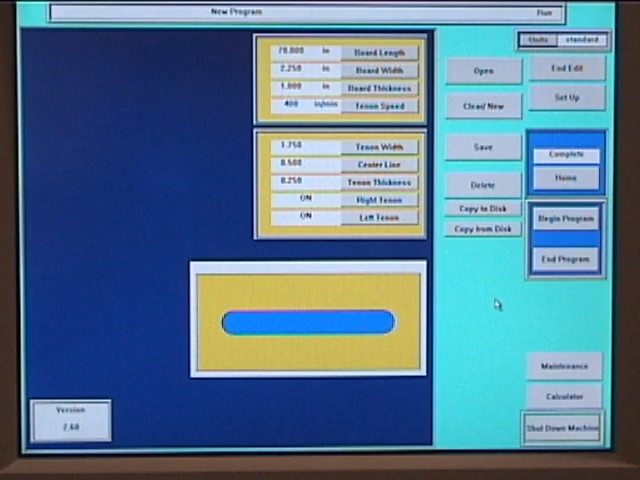 New Program Run
Units standard
70.000 in Board Length
2.250 in Board Width
1.000 in Board Thickness
400 in/min Tenon Speed
1.750 Tenon Width
0.500 Center Line
0.250 Tenon Thickness
ON Right Tenon
ON Left Tenon
Open
Clear/New
Save
Delete
Copy to Disk
Copy from Disk
End Edit
Set Up
Complete
Home
Begin Program
End Program
Maintenance
Calculator
Shut Down Machine
Version
2.60